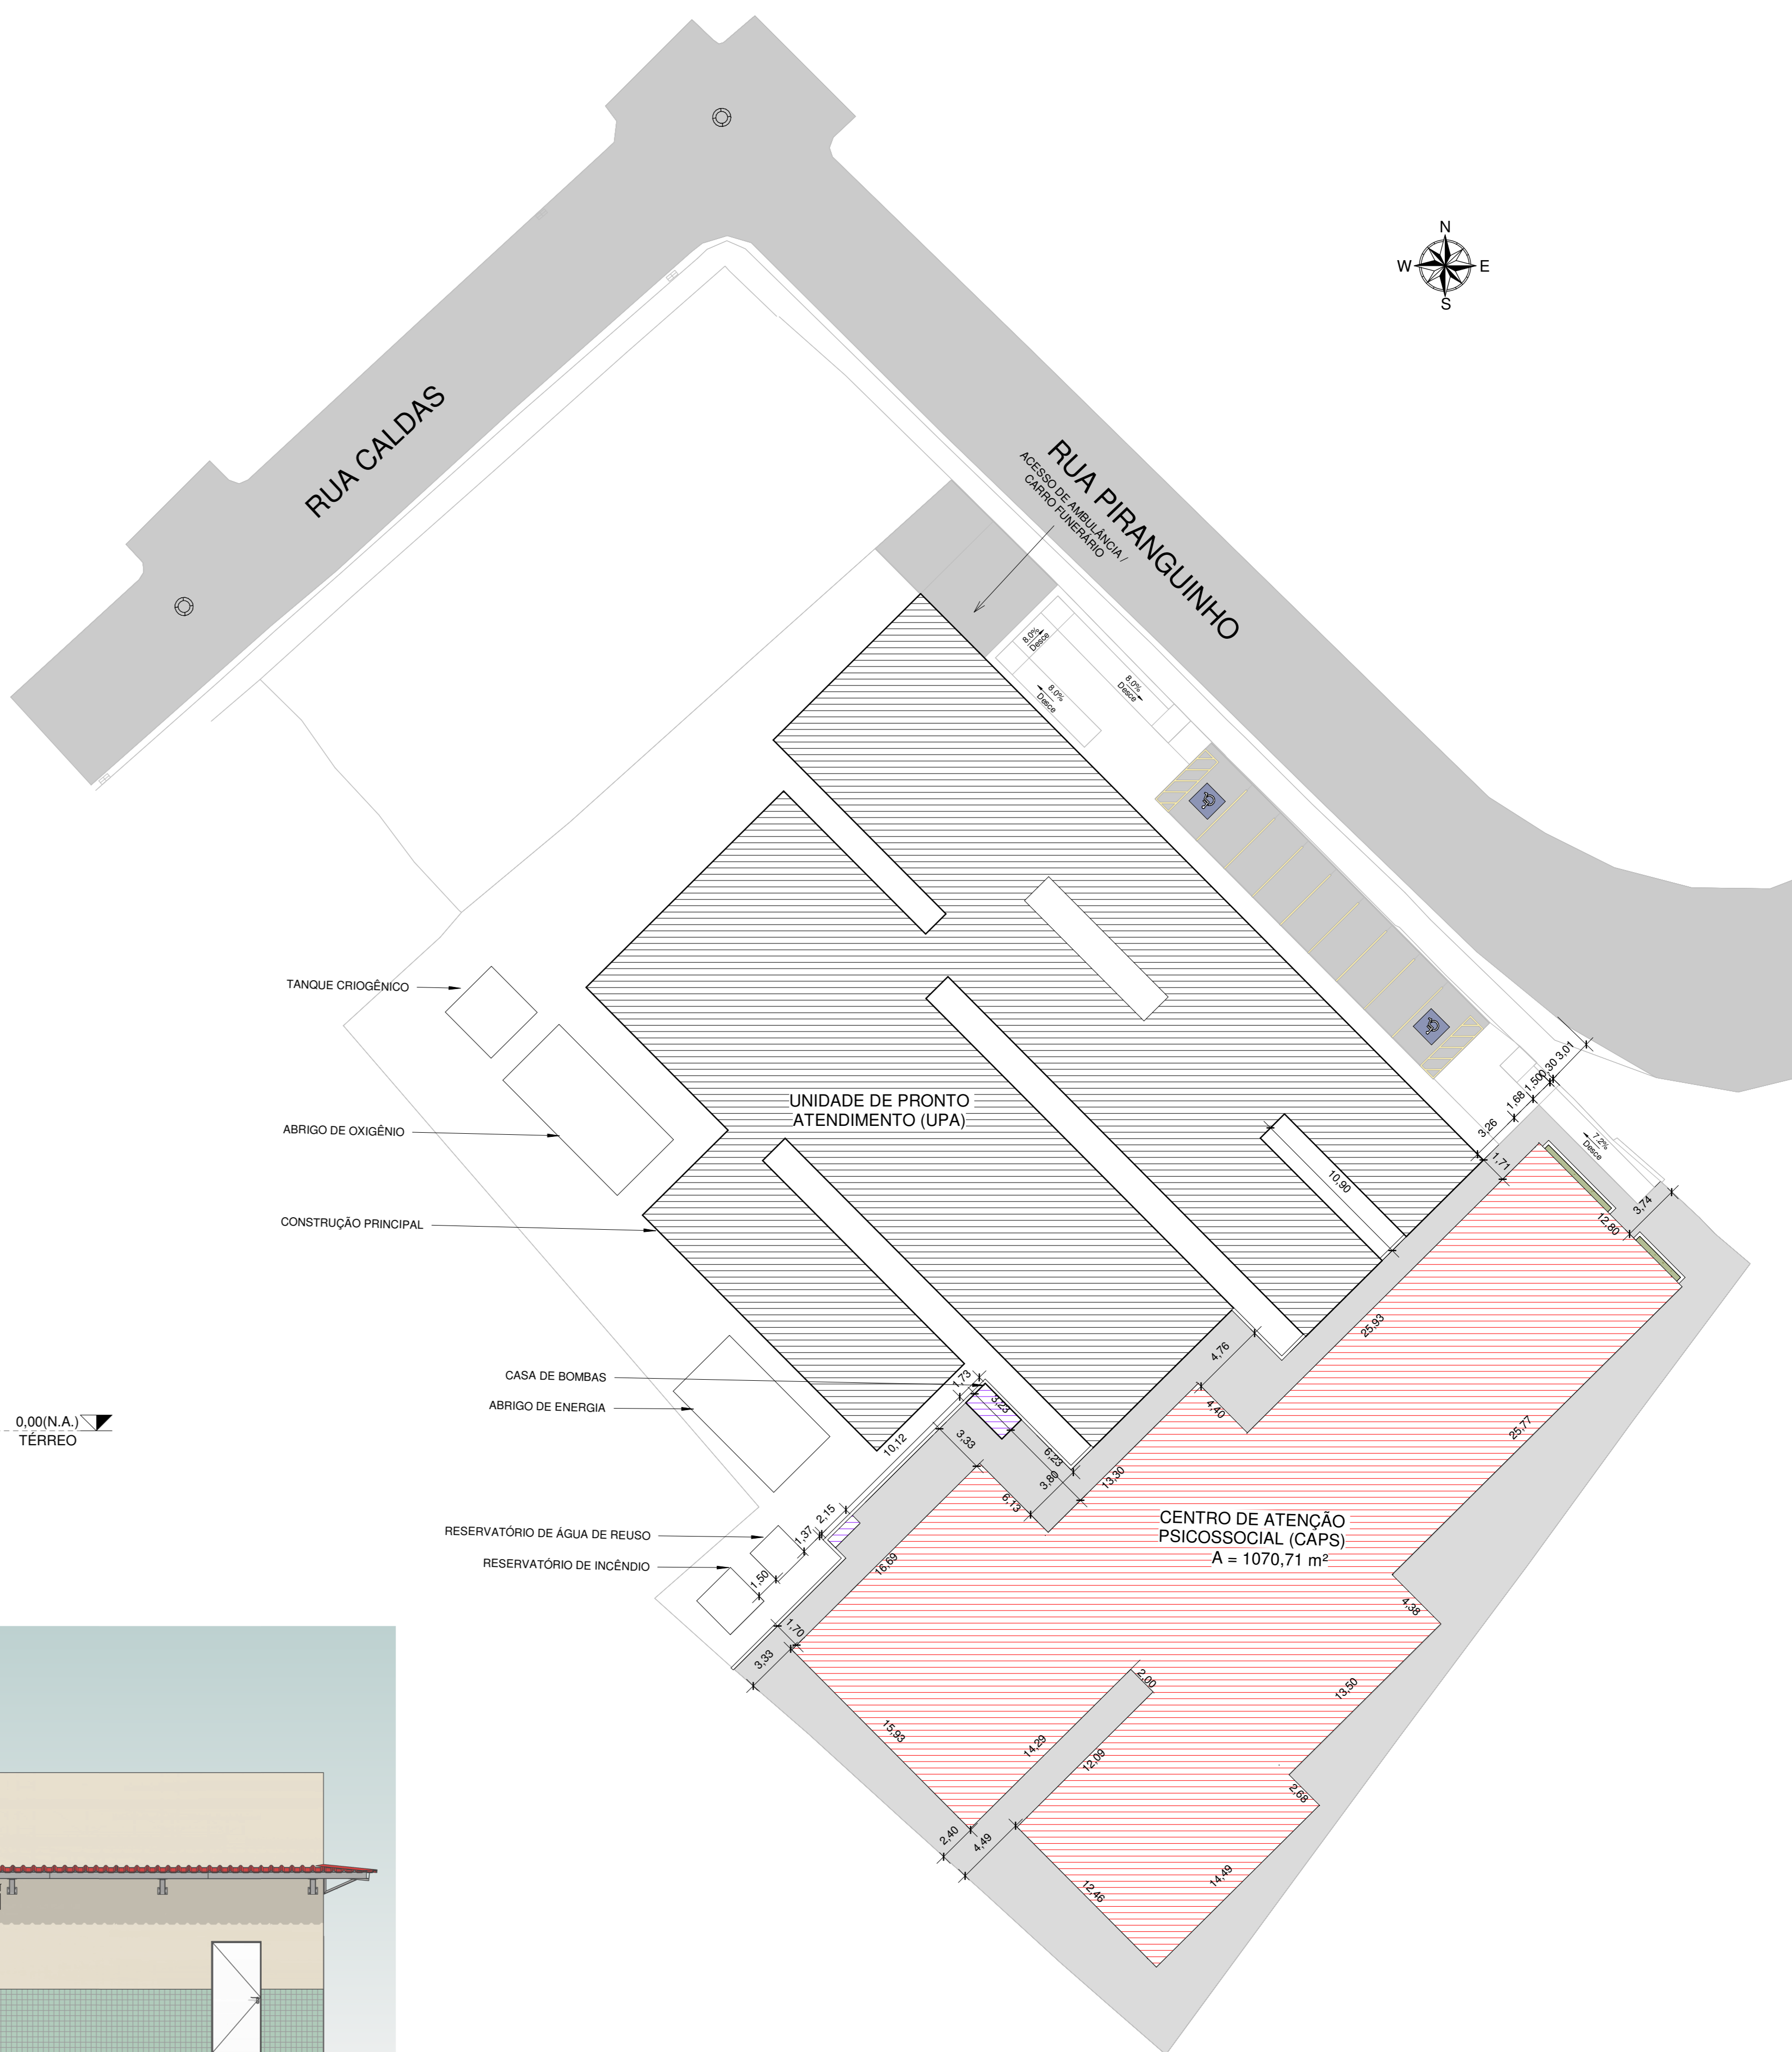 N
W
E
S
RUA CALDAS
RUA PIRANGUINHO
ACESSO DE AMBULÂNCIA /
CARRO FUNERÁRIO
8.0%
Desce
8.0%
Desce
8.0%
Desce
TANQUE CRIOGÊNICO
ABRIGO DE OXIGÊNIO
UNIDADE DE PRONTO
ATENDIMENTO (UPA)
CONSTRUÇÃO PRINCIPAL
3,01
0,30
1,50
1,68
3,26
1,71
7.2%
Desce
3,74
12,80
10,90
25,93
4,76
4,40
25,77
CASA DE BOMBAS
ABRIGO DE ENERGIA
1,73
3,23
10,12
3,33
6,23
3,80
6,13
13,30
0,00(N.A.)
TÉRREO
CENTRO DE ATENÇÃO
PSICOSSOCIAL (CAPS)
A = 1070,71 m²
RESERVATÓRIO DE ÁGUA DE REUSO
RESERVATÓRIO DE INCÊNDIO
2,15
1,37
1,50
16,69
4,38
1,70
3,33
2,00
13,50
15,93
14,29
12,09
2,68
2,40
4,49
14,49
12,46